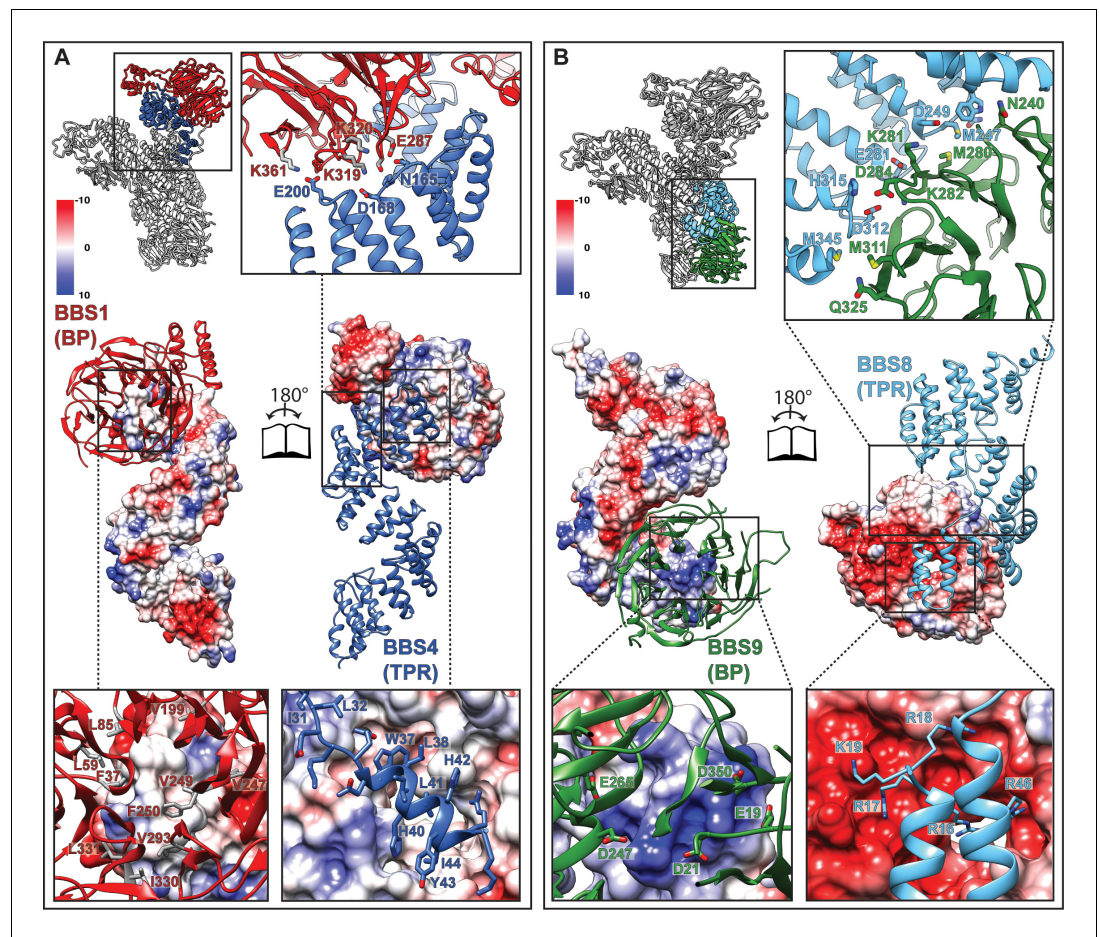 A
K320
E287
K361
K319
N165
E200
D168
-10
0
10
BBS1
(BP)
180°
BBS4
(TPR)
V199
L85
L59
F37
V249
V247
F250
V293
L331
I330
I31
L32
W37
L38
H42
L41
H40
I44
Y43
B
N240
D249
M247
K281
M280
E281
D284
H315
K282
D312
M345
M311
Q325
-10
0
10
BBS8
(TPR)
180°
BBS9
(BP)
E265
D350
E19
D247
D21
R18
K19
R17
R46
R16